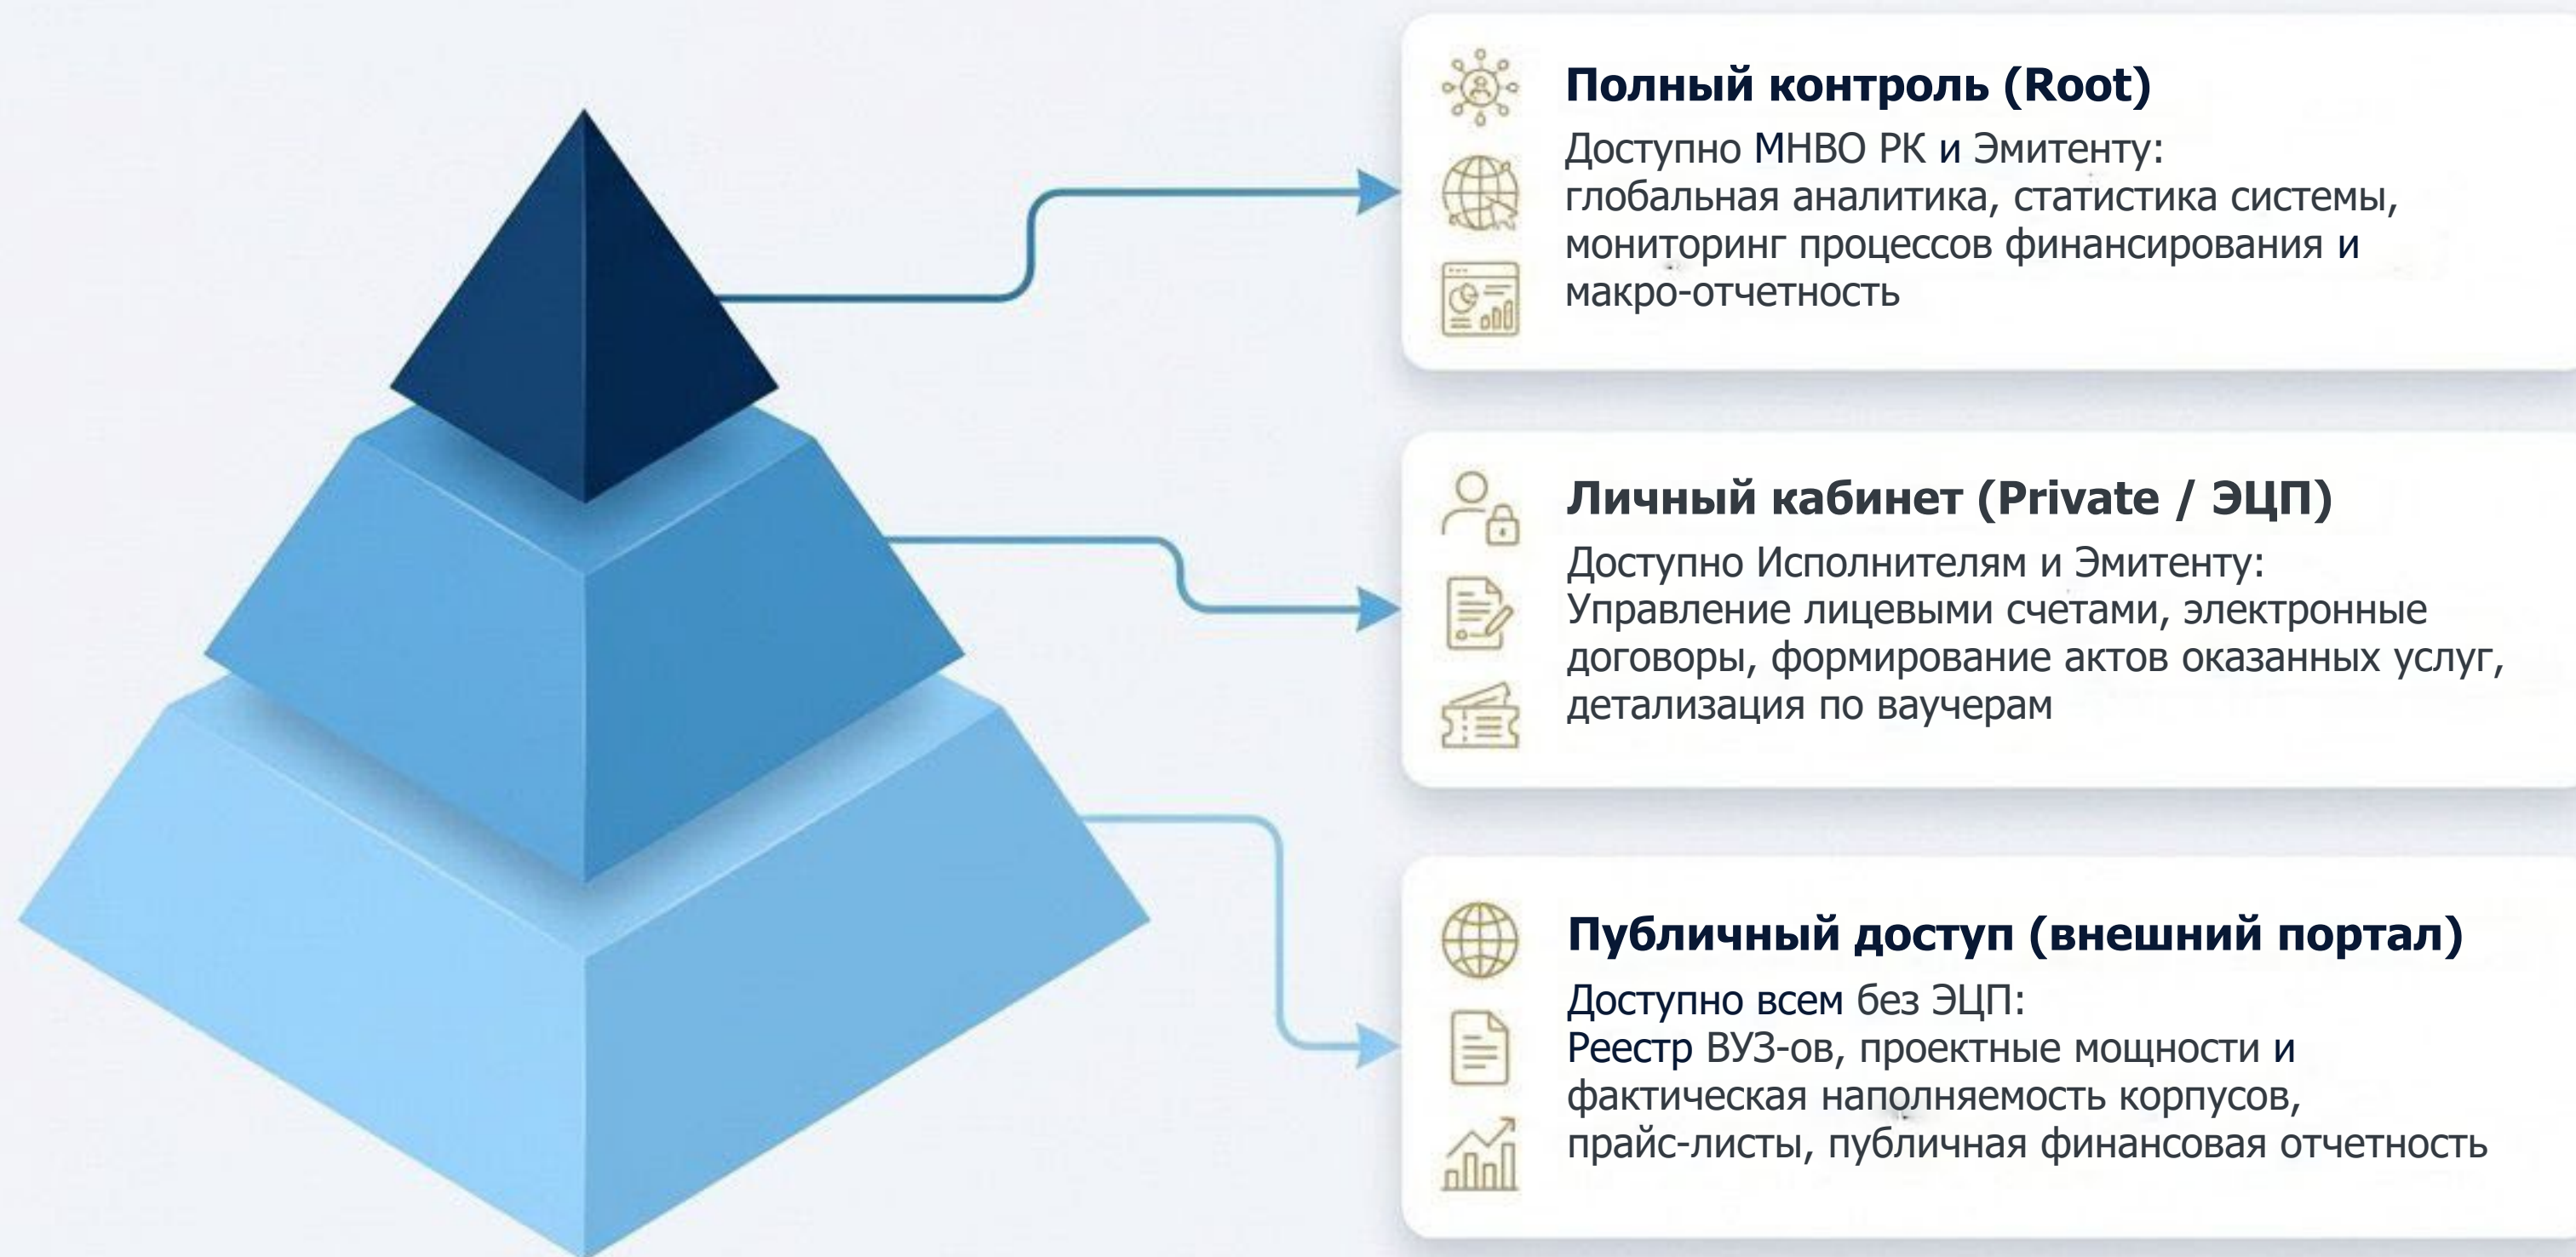 Полный контроль (Root)
Доступно МНВО РК и Эмитенту:
глобальная аналитика, статистика системы,
мониторинг процессов финансирования и
макро-отчетность
Личный кабинет (Private / ЭЦП)
Доступно Исполнителям и Эмитенту:
Управление лицевыми счетами, электронные
договоры, формирование актов оказанных услуг,
детализация по ваучерам
Публичный доступ (внешний портал)
Доступно всем без ЭЦП:
Реестр ВУЗ-ов, проектные мощности и
фактическая наполняемость корпусов,
прайс-листы, публичная финансовая отчетность